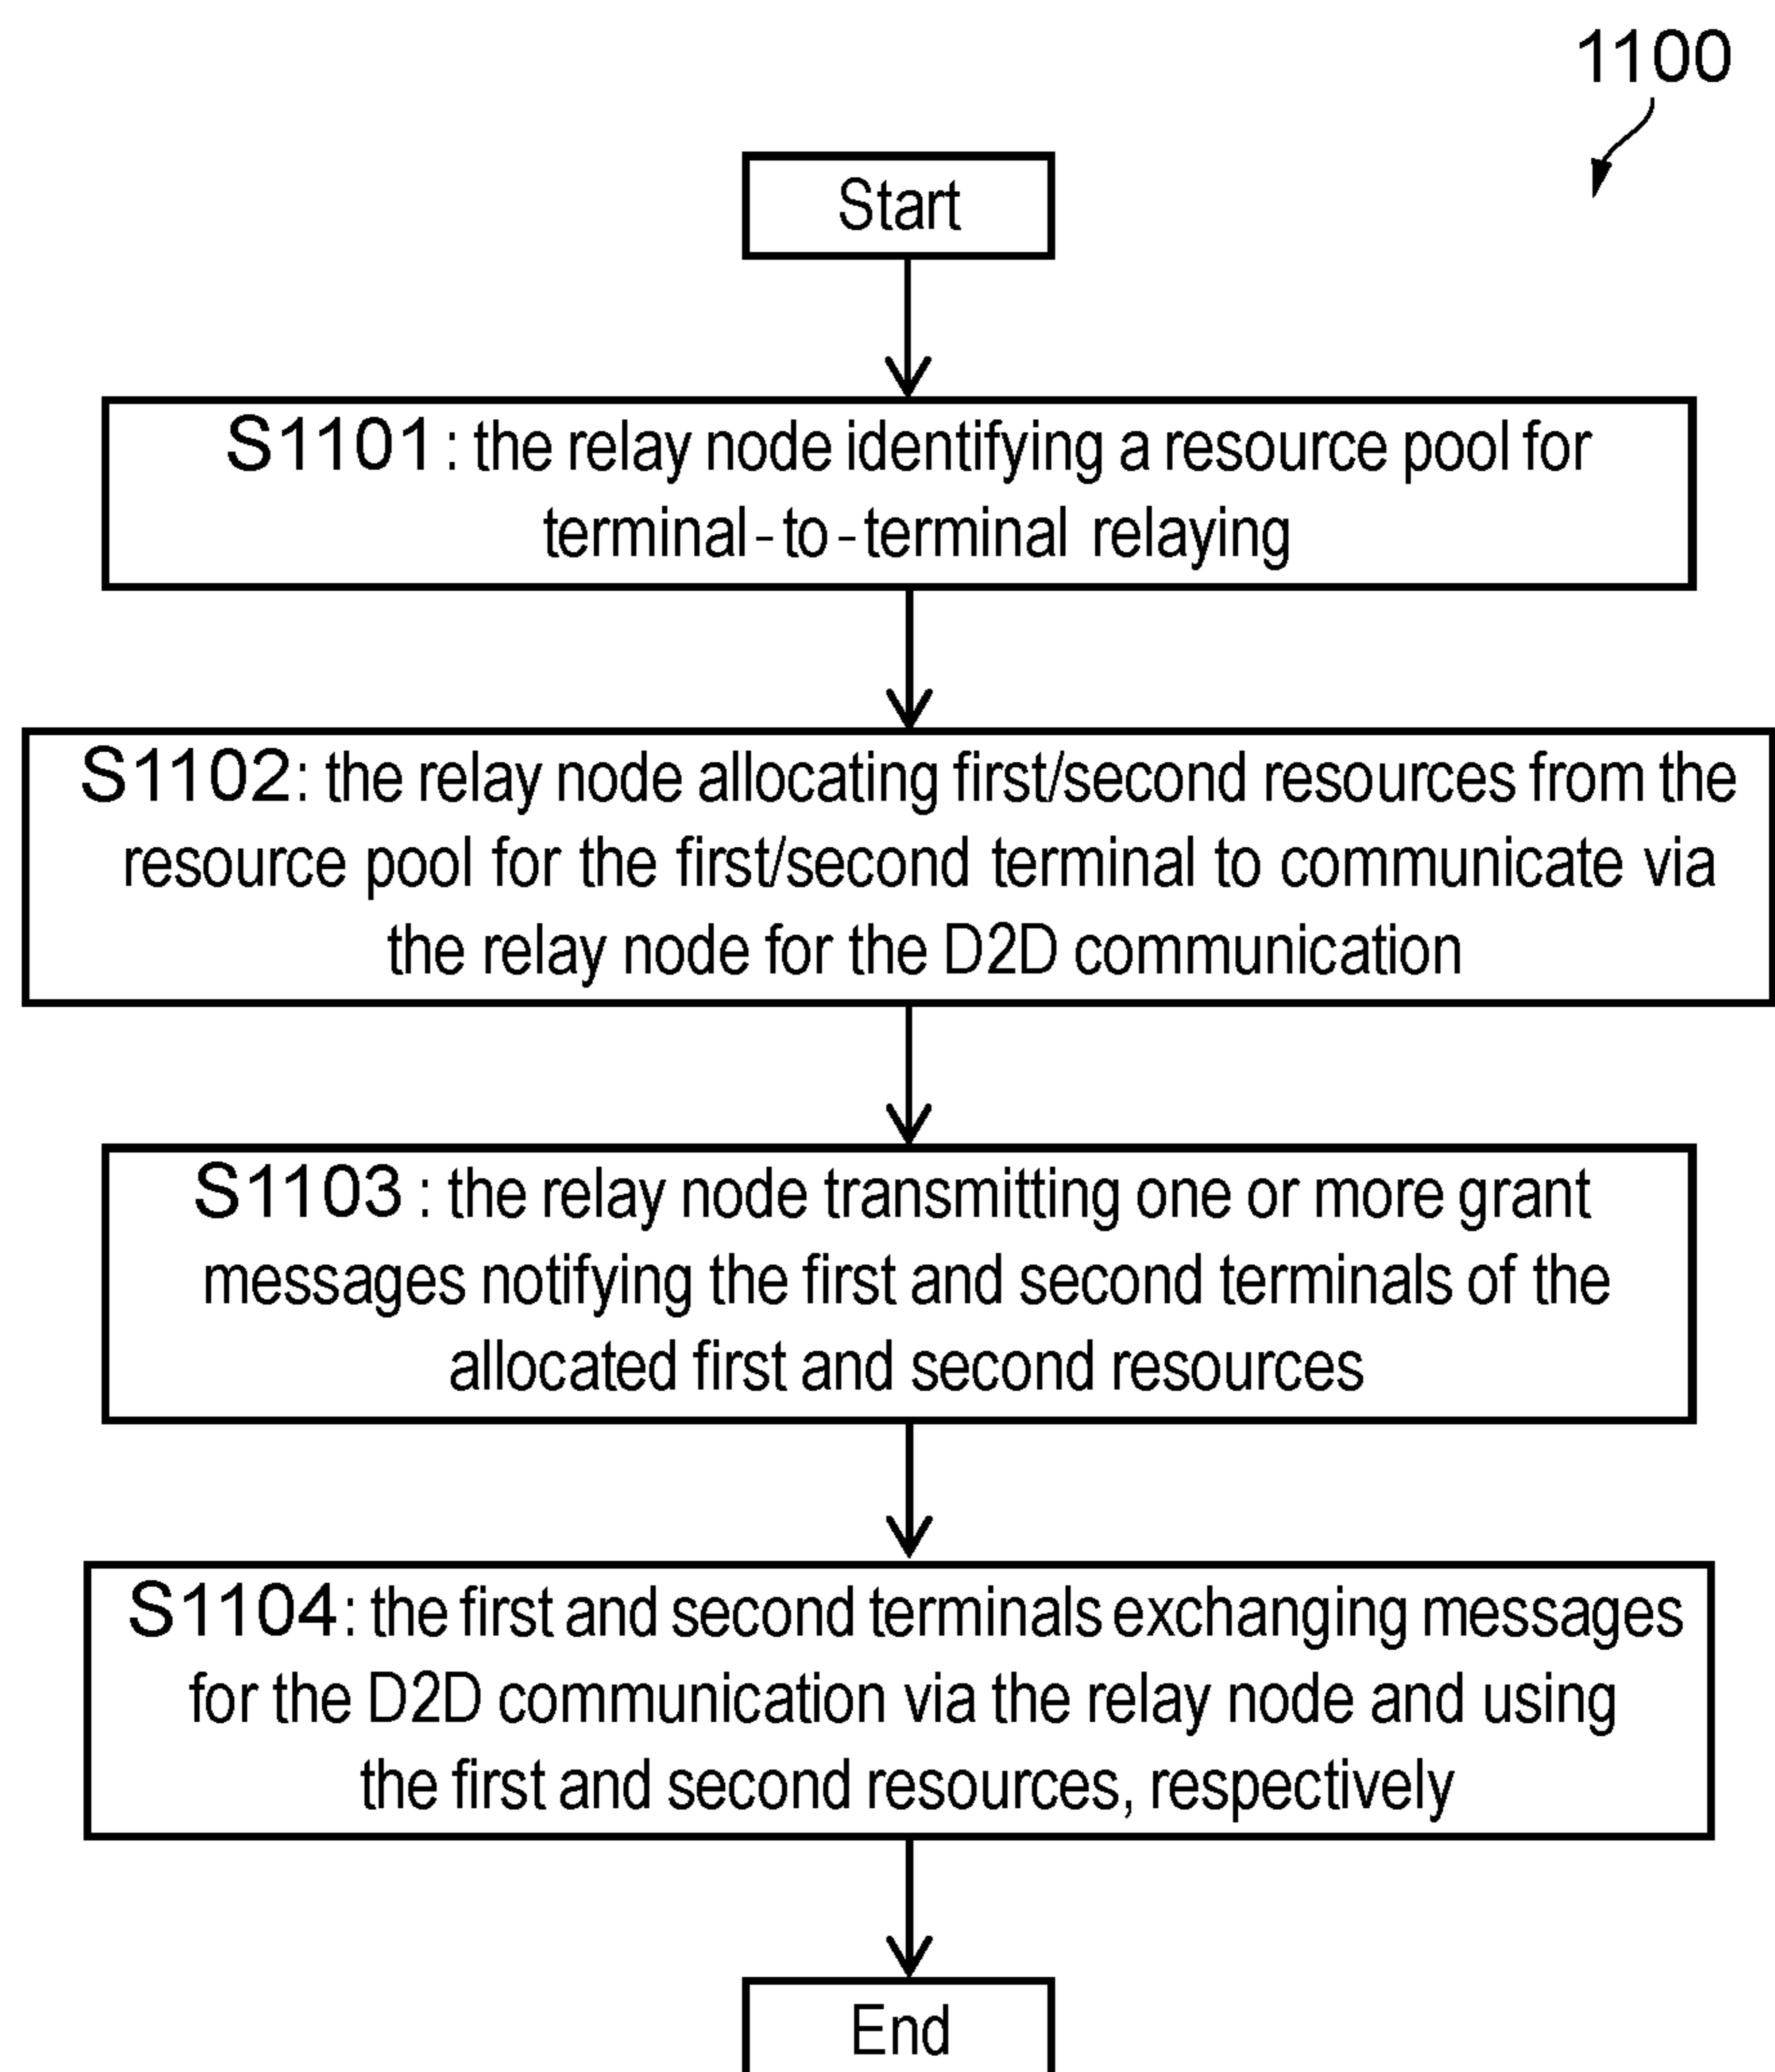 1100
Start
S1101: the relay node identifying a resource pool for
terminal-to-terminal relaying
S1102: the relay node allocating first/second resources from the
resource pool for the first/second terminal to communicate via
the relay node for the D2D communication
S1103 : the relay node transmitting one or more grant
messages notifying the first and second terminals of the
allocated first and second resources
S1104: the first and second terminals exchanging messages
for the D2D communication via the relay node and using
the first and second resources, respectively
End